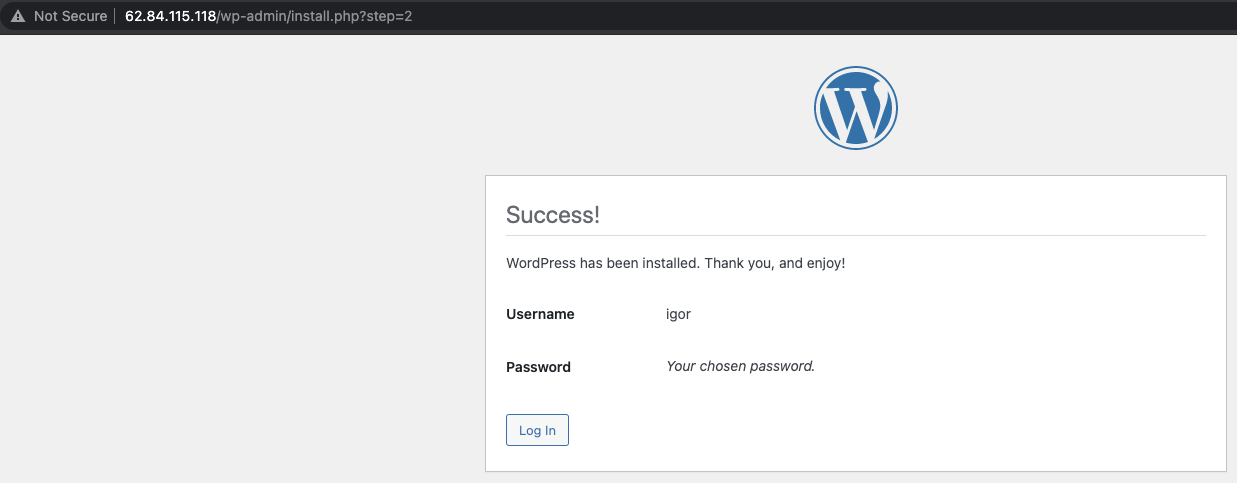 Not Secure | 62.84.115.118/wp-admin/install.php?step=2
W
Success!
WordPress has been installed. Thank you, and enjoy!
Username igor
Password Your chosen password.
Log In